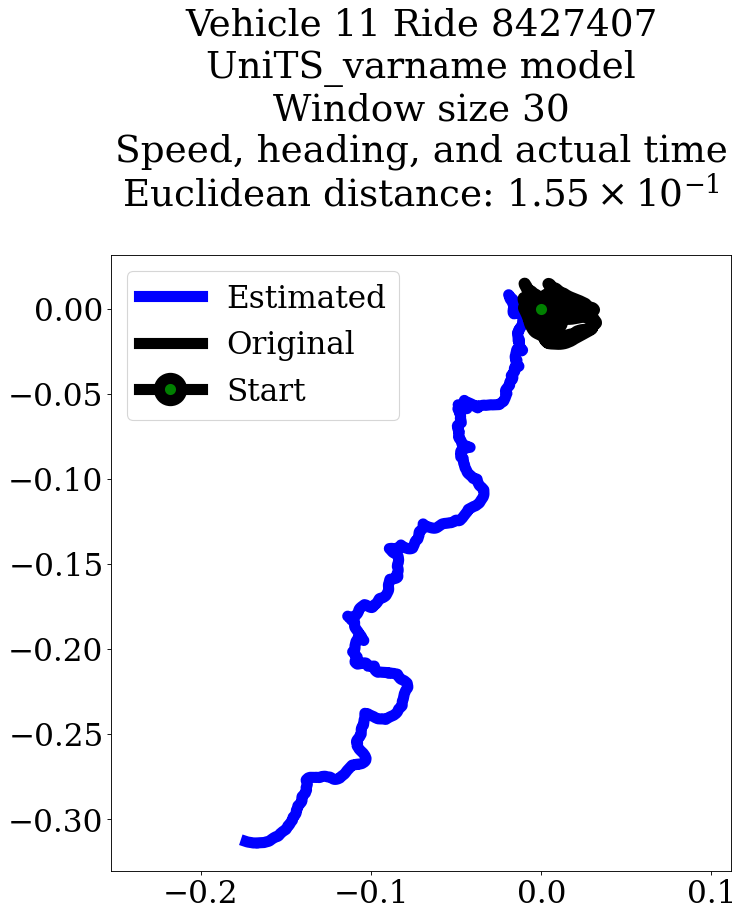 Vehicle 11 Ride 8427407
UniTS_varname model
Window size 30
Speed, heading, and actual time
Euclidean distance: 1.55 × 10⁻¹
Estimated
Original
Start
0.00
−0.05
−0.10
−0.15
−0.20
−0.25
−0.30
−0.2
−0.1
0.0
0.1